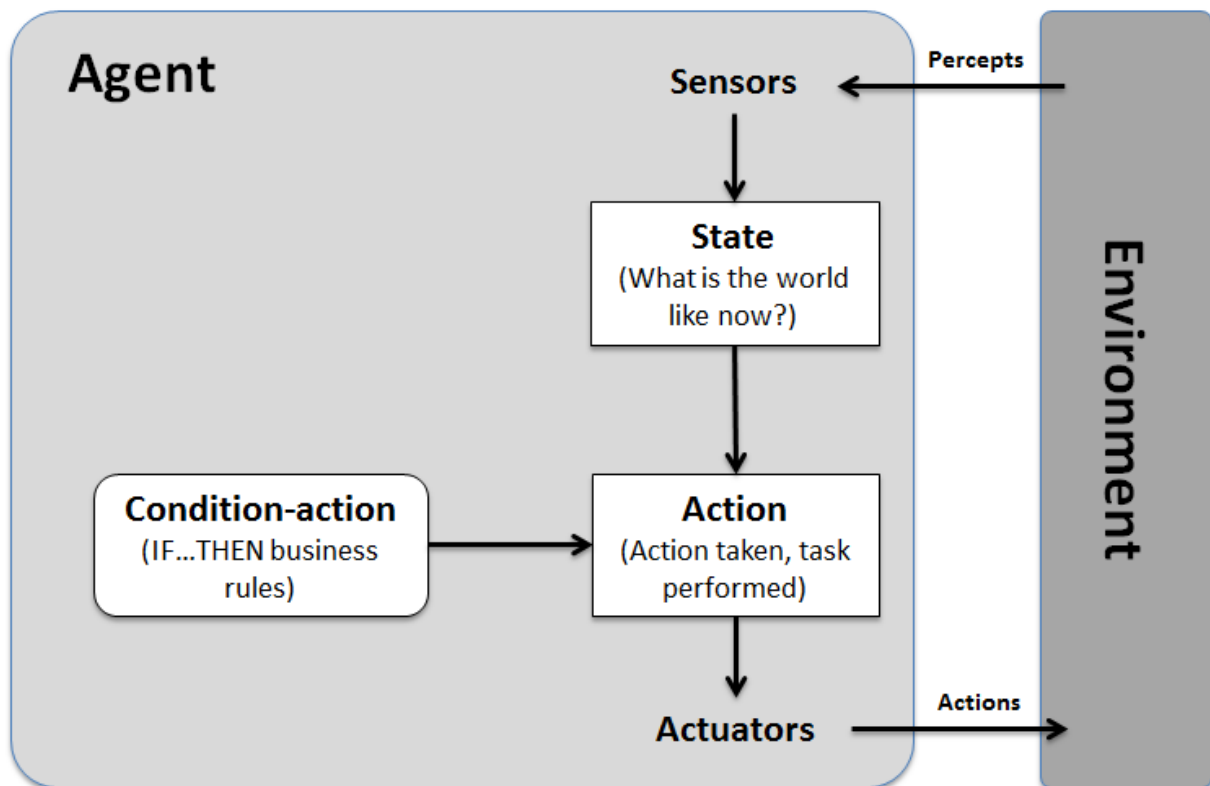 Agent
Percepts
Sensors
State
(What is the world
like now?)
Environment
Condition-action
(IF...THEN business
rules)
Action
(Action taken, task
performed)
Actions
Actuators